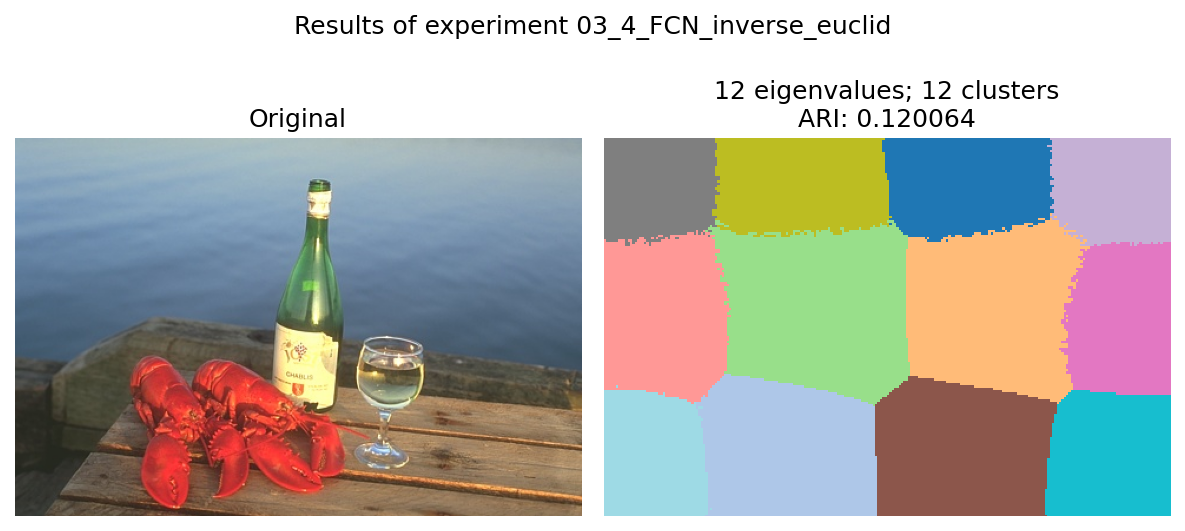 Results of experiment 03_4_FCN_inverse_euclid
Original
12 eigenvalues; 12 clusters
ARI: 0.120064
CHABLIS